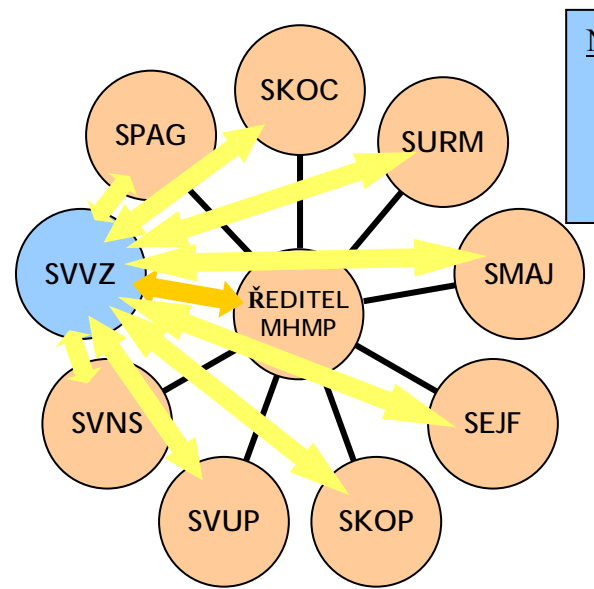 SKOC
SPAG
SURM
SVVZ
SMAJ
ŘEDITEL
MHMP
SVNS
SEJF
SVUP
SKOP